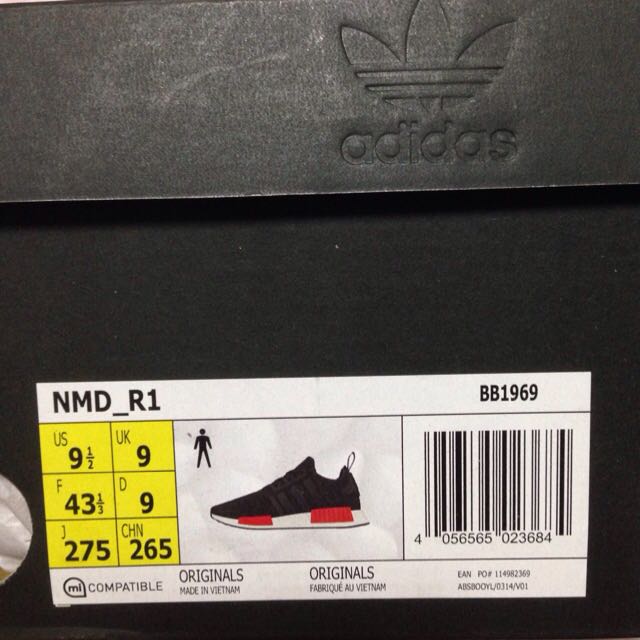 adidas
NMD_R1
BB1969
US 9½ UK 9
F 43⅓ D 9
J 275 CHN 265
mi COMPATIBLE
ORIGINALS
MADE IN VIETNAM
ORIGINALS
FABRIQUÉ AU VIETNAM
4 056565 023684
EAN PO# 114982369
ABSBOOYL/0314/V01